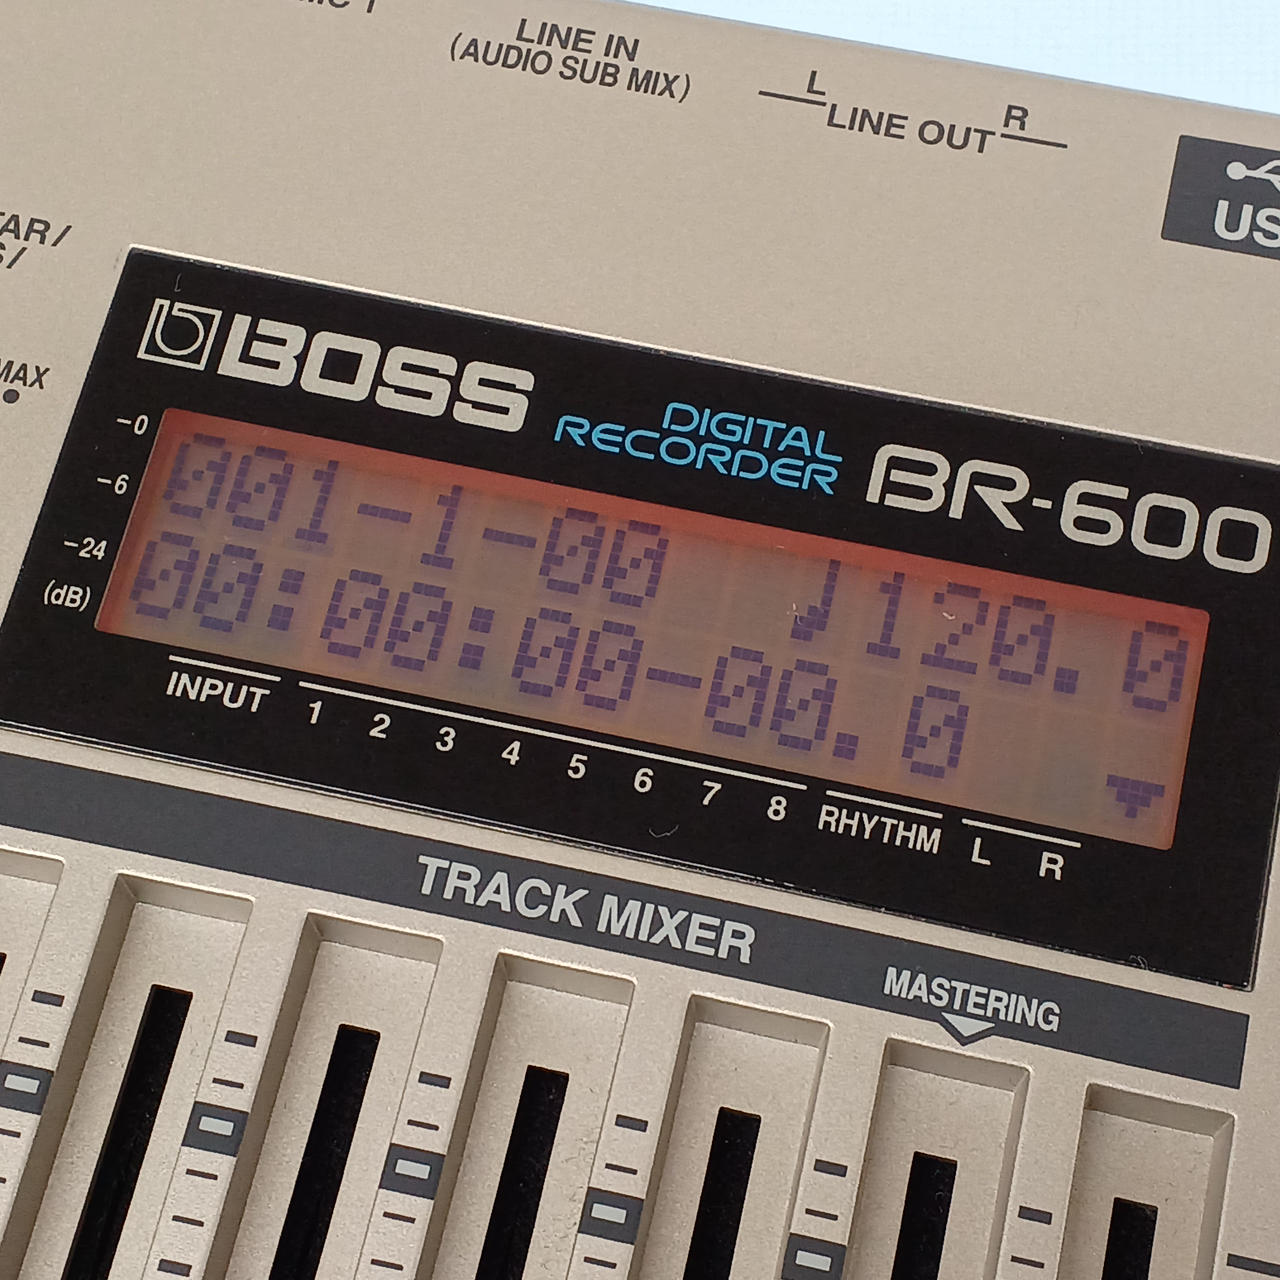 LINE IN
(AUDIO SUB MIX)
L
R
LINE OUT
MAX
BOSS
DIGITAL
RECORDER
BR-600
-0
-6
-24
(dB)
001-1-00 ♩120.0
00:00:00-00.0
INPUT 1 2 3 4 5 6 7 8 RHYTHM L R
TRACK MIXER
MASTERING